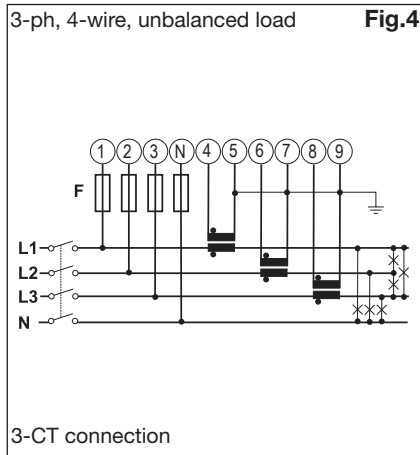 3-ph, 4-wire, unbalanced load Fig.4
1 2 3 N 4 5 6 7 8 9
F
L1
L2
L3
N
3-CT connection